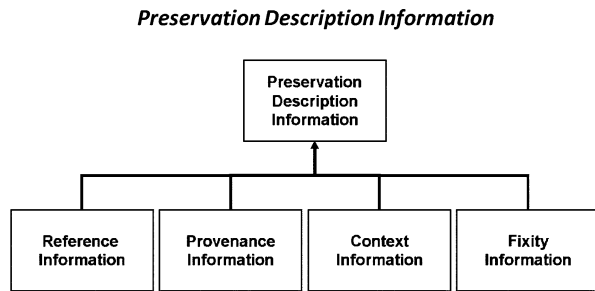 Preservation Description Information
Preservation
Description
Information
Reference
Information
Provenance
Information
Context
Information
Fixity
Information